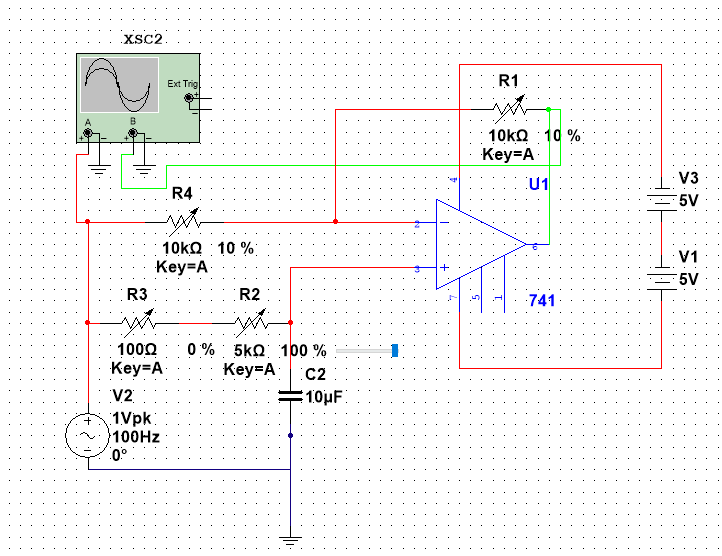 XSC2
Ext Trig
+
−
A
B
+ −
+ −
R1
10kΩ 10 %
Key=A
4
U1
V3
5V
R4
10kΩ 10 %
Key=A
2
−
6
3
+
7
5
1
741
V1
5V
R3
100Ω 0 %
Key=A
R2
5kΩ 100 %
Key=A
C2
10µF
V2
1Vpk
100Hz
0°
+
−